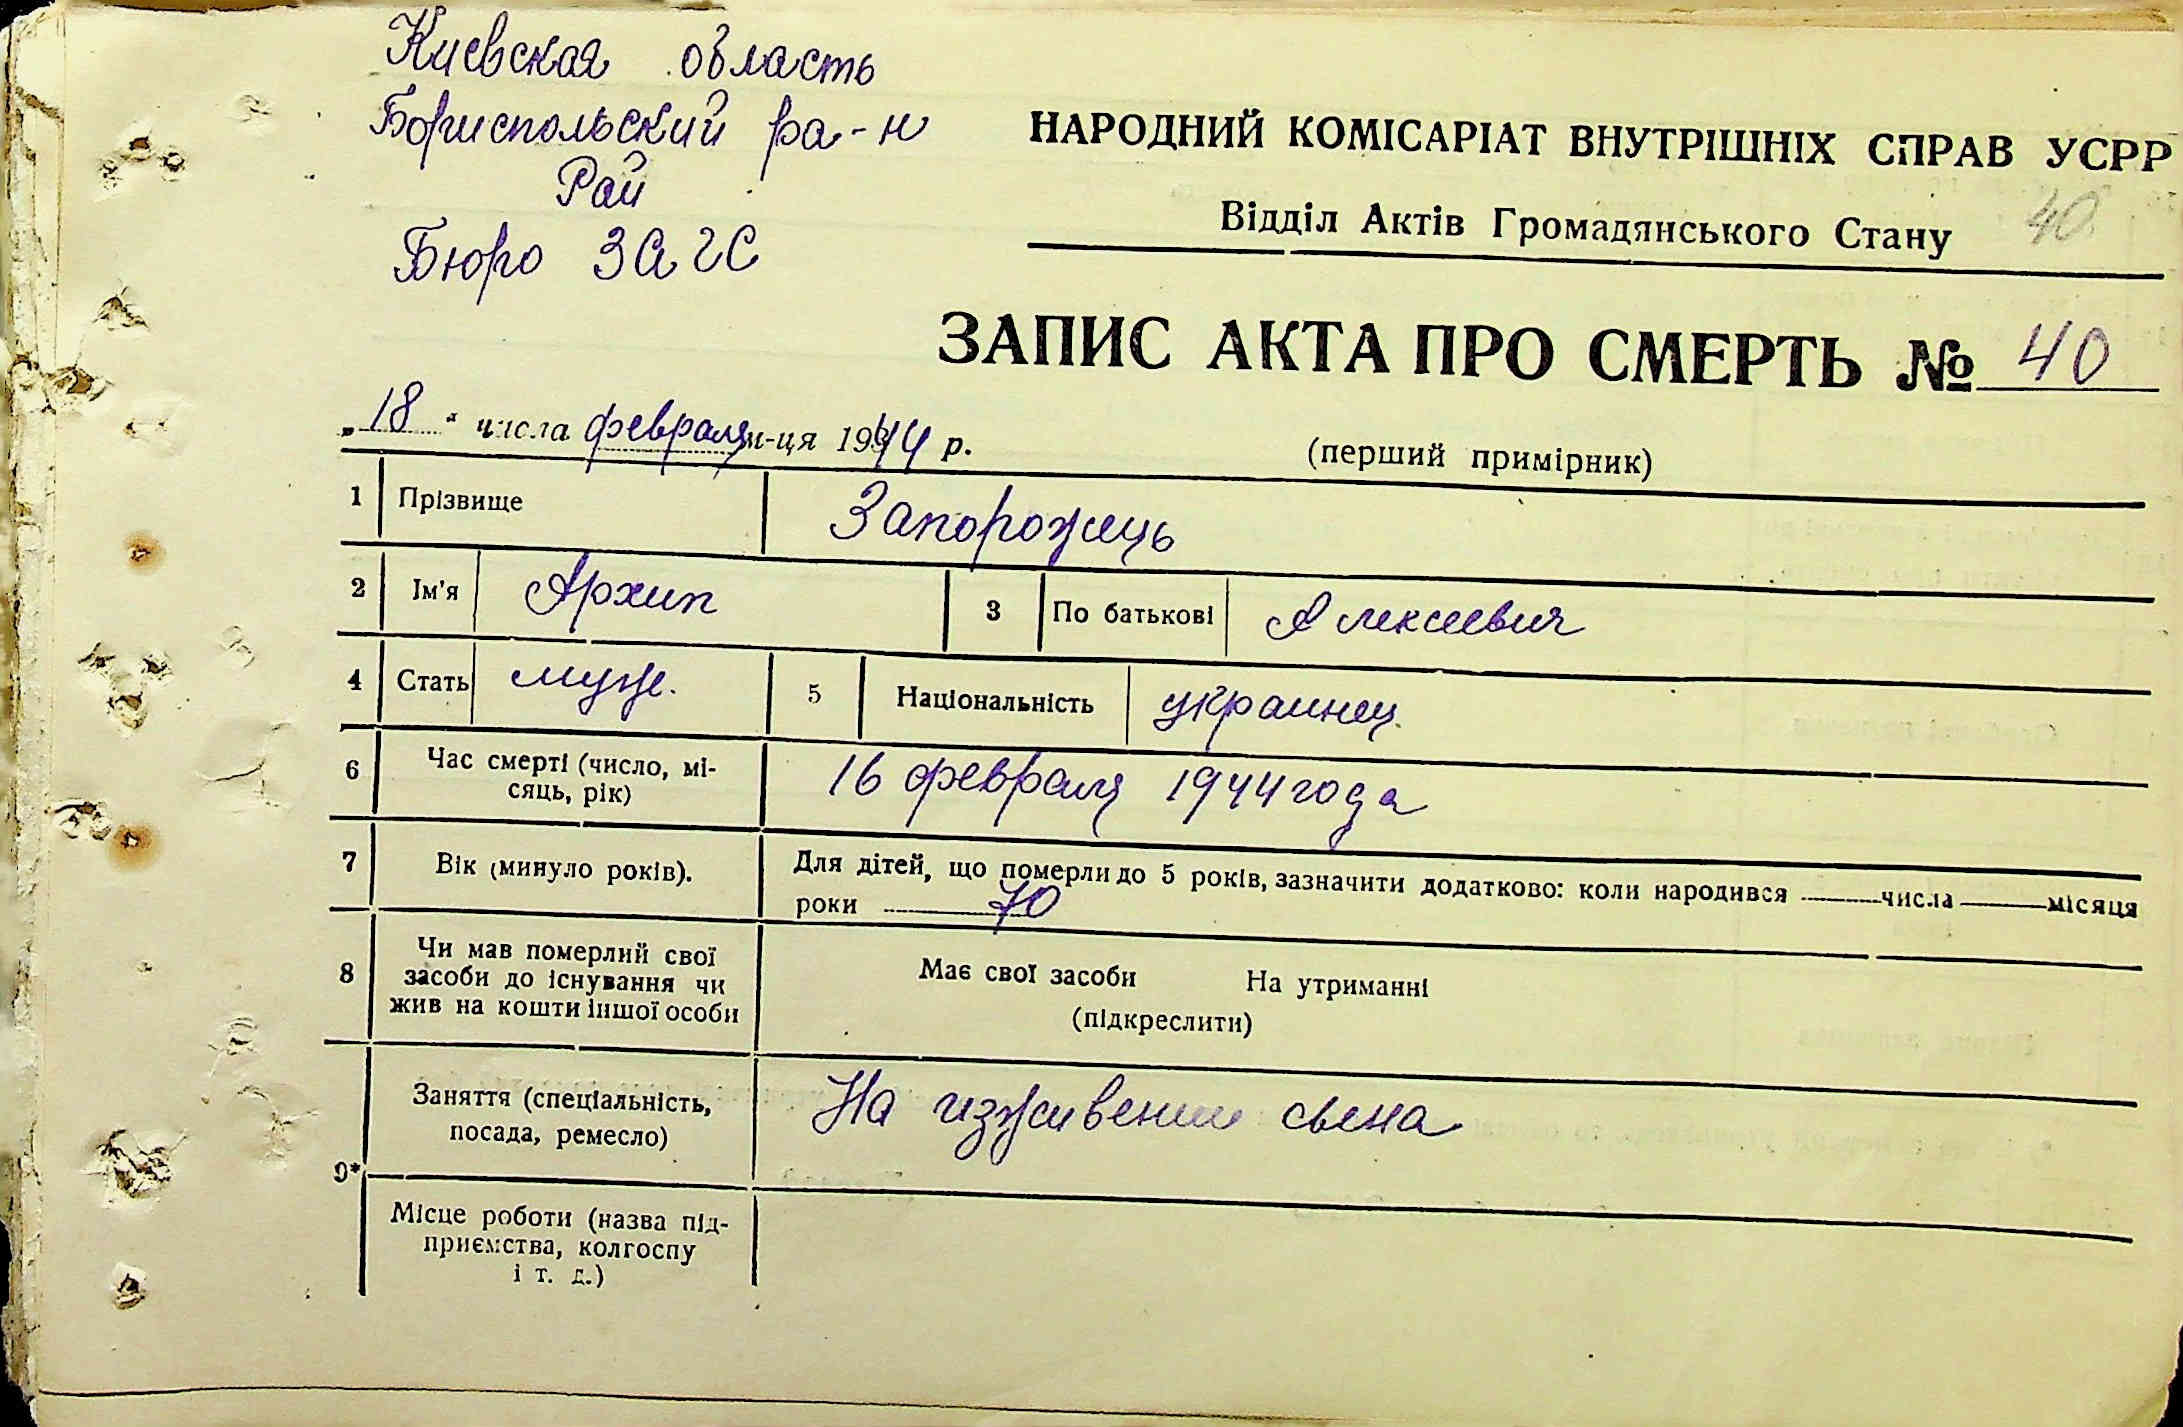 Киевская область
Бориспольский ра-н
Рай
Бюро ЗАГС
НАРОДНИЙ КОМІСАРІАТ ВНУТРІШНІХ СПРАВ УСРР
Відділ Актів Громадянського Стану 40
ЗАПИС АКТА ПРО СМЕРТЬ № 40
„18" числа февраля м-ця 1944 р.
(перший примірник)
1 Прізвище Запорожець
2 Ім'я Архип 3 По батькові Алексеевич
4 Стать муж. 5 Національність украинец.
6 Час смерті (число, мі-
сяць, рік) 16 февраля 1944 года
7 Вік (минуло років). Для дітей, що померли до 5 років, зазначити додатково: коли народився ——числа——місяця
роки 70
8 Чи мав померлий свої
засоби до існування чи
жив на кошти іншої особи
Має свої засоби На утриманні
(підкреслити)
9* Заняття (спеціальність,
посада, ремесло) На изживении сына
Місце роботи (назва під-
приємства, колгоспу
і т. д.)